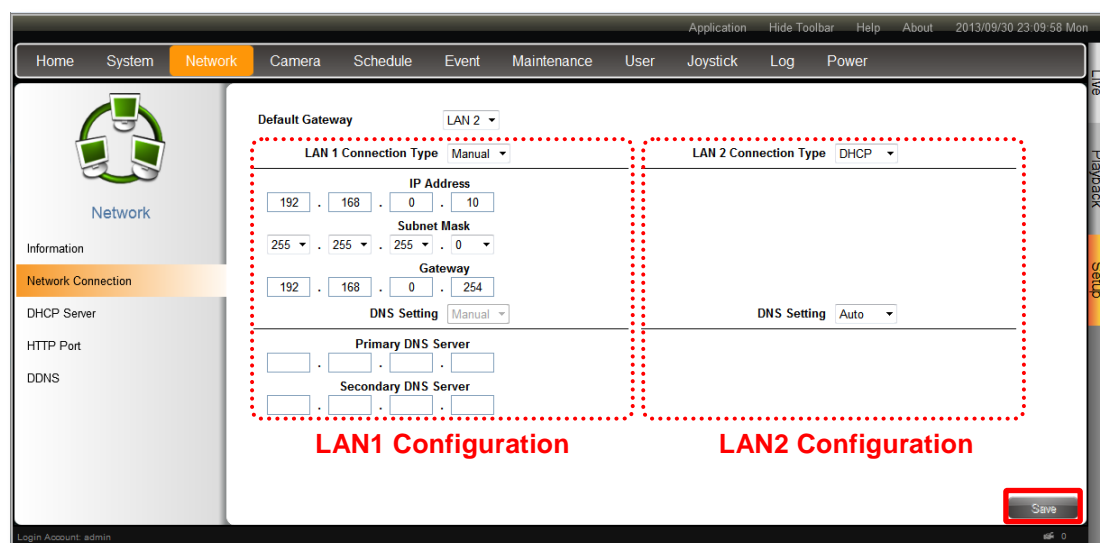 Application Hide Toolbar Help About 2013/09/30 23:09:58 Mon
Home System Network Camera Schedule Event Maintenance User Joystick Log Power
Live
Playback
Setup
Network
Information
Network Connection
DHCP Server
HTTP Port
DDNS
Default Gateway LAN 2
LAN 1 Connection Type Manual
IP Address
192 . 168 . 0 . 10
Subnet Mask
255 . 255 . 255 . 0
Gateway
192 . 168 . 0 . 254
DNS Setting Manual
Primary DNS Server
. . .
Secondary DNS Server
. . .
LAN1 Configuration
LAN 2 Connection Type DHCP
DNS Setting Auto
LAN2 Configuration
Save
Login Account: admin 0